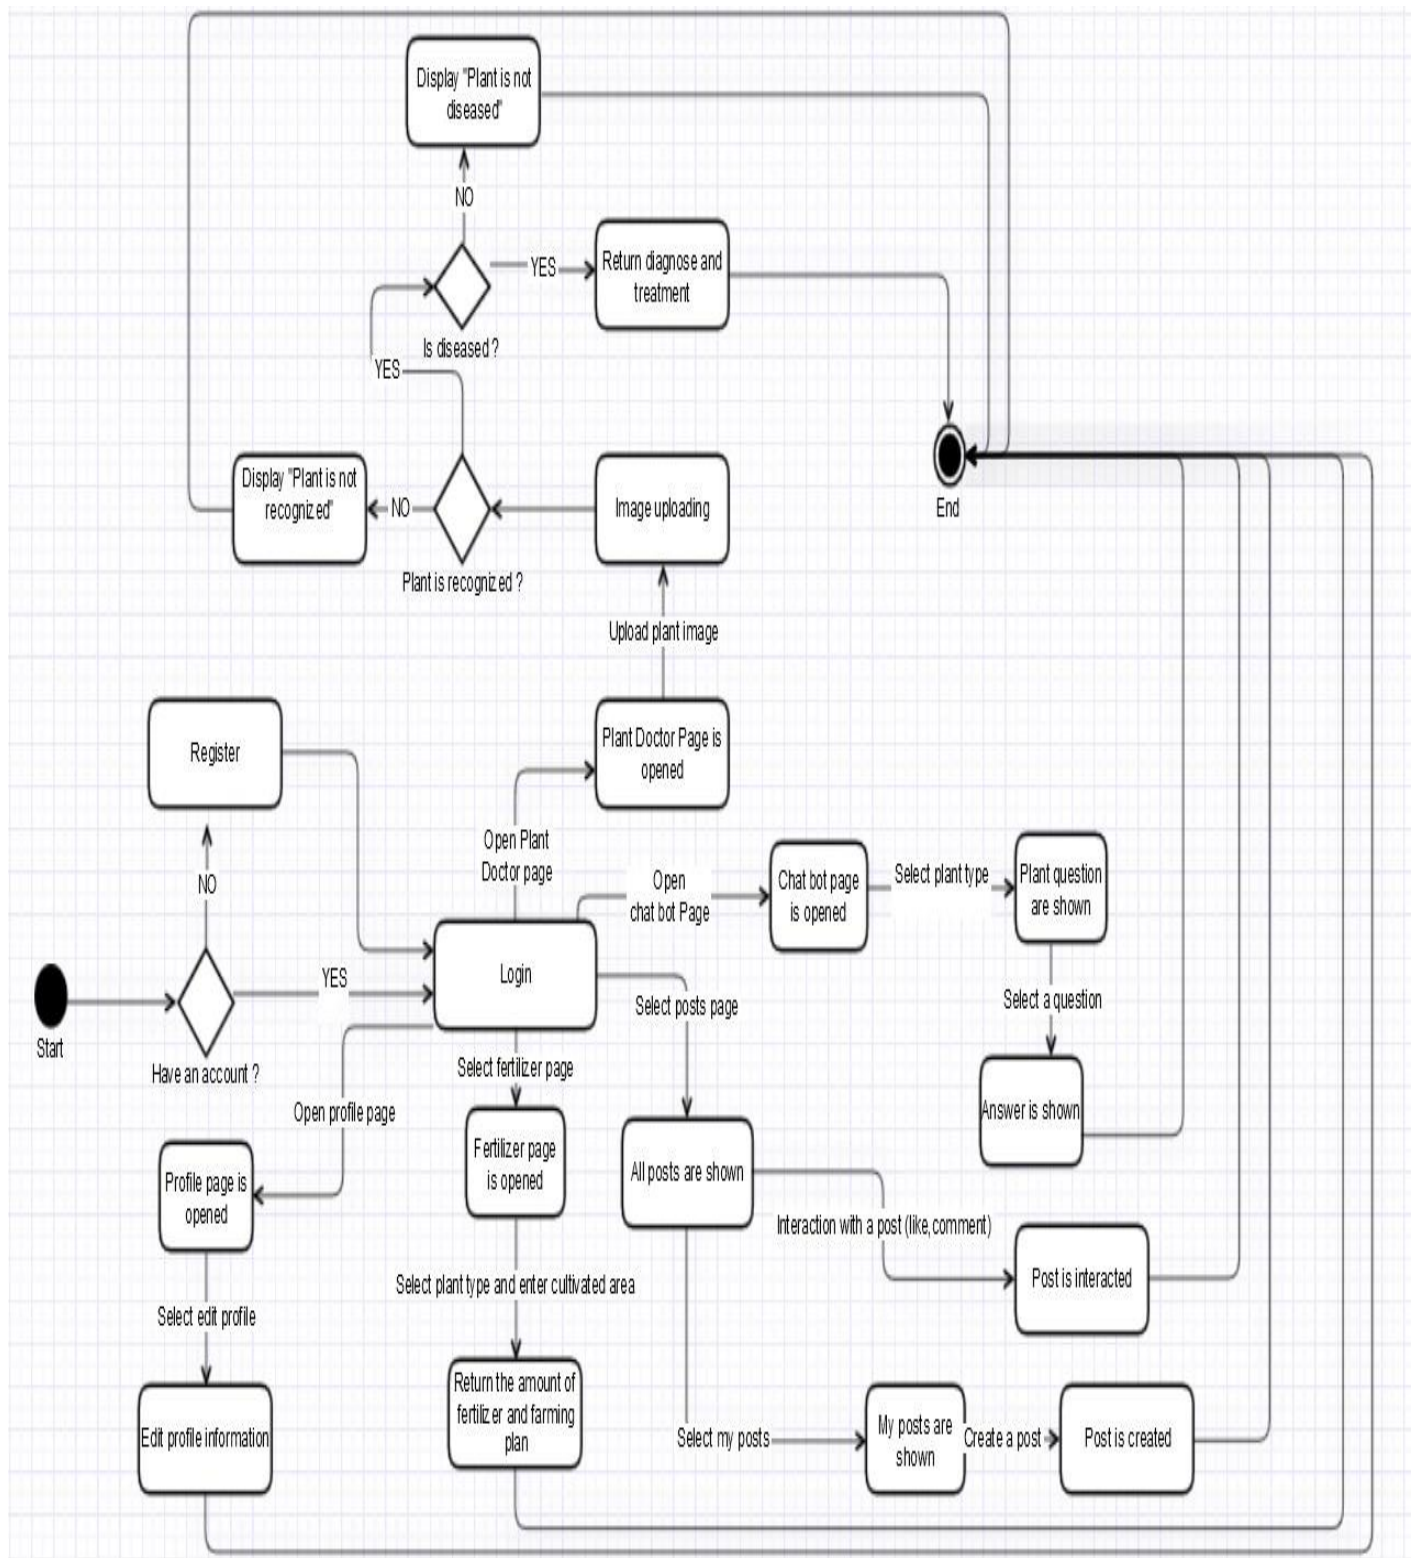 Display "Plant is not
diseased"
NO
YES
Return diagnose and
treatment
Is diseased ?
YES
Display "Plant is not
recognized"
NO
Plant is recognized ?
Image uploading
End
Upload plant image
Register
Plant Doctor Page is
opened
NO
Open Plant
Doctor page
Open
chat bot Page
Chat bot page
is opened
Select plant type
Plant question
are shown
Start
Have an account ?
YES
Login
Select posts page
Select a question
Select fertilizer page
Open profile page
Answer is shown
Profile page is
opened
Fertilizer page
is opened
All posts are shown
Interaction with a post (like,comment)
Post is interacted
Select edit profile
Select plant type and enter cultivated area
Edit profile information
Return the amount of
fertilizer and farming
plan
Select my posts
My posts are
shown
Create a post
Post is created